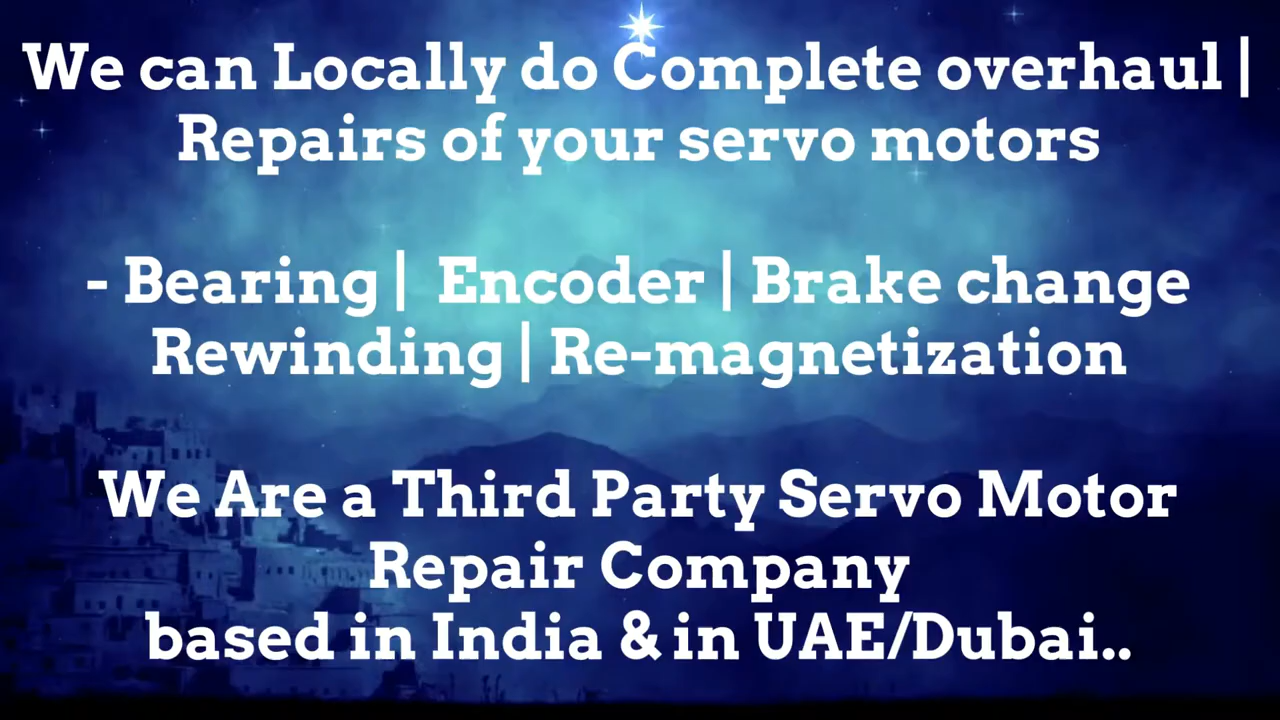 We can Locally do Complete overhaul |
Repairs of your servo motors
- Bearing | Encoder | Brake change
Rewinding | Re-magnetization
We Are a Third Party Servo Motor
Repair Company
based in India & in UAE/Dubai..